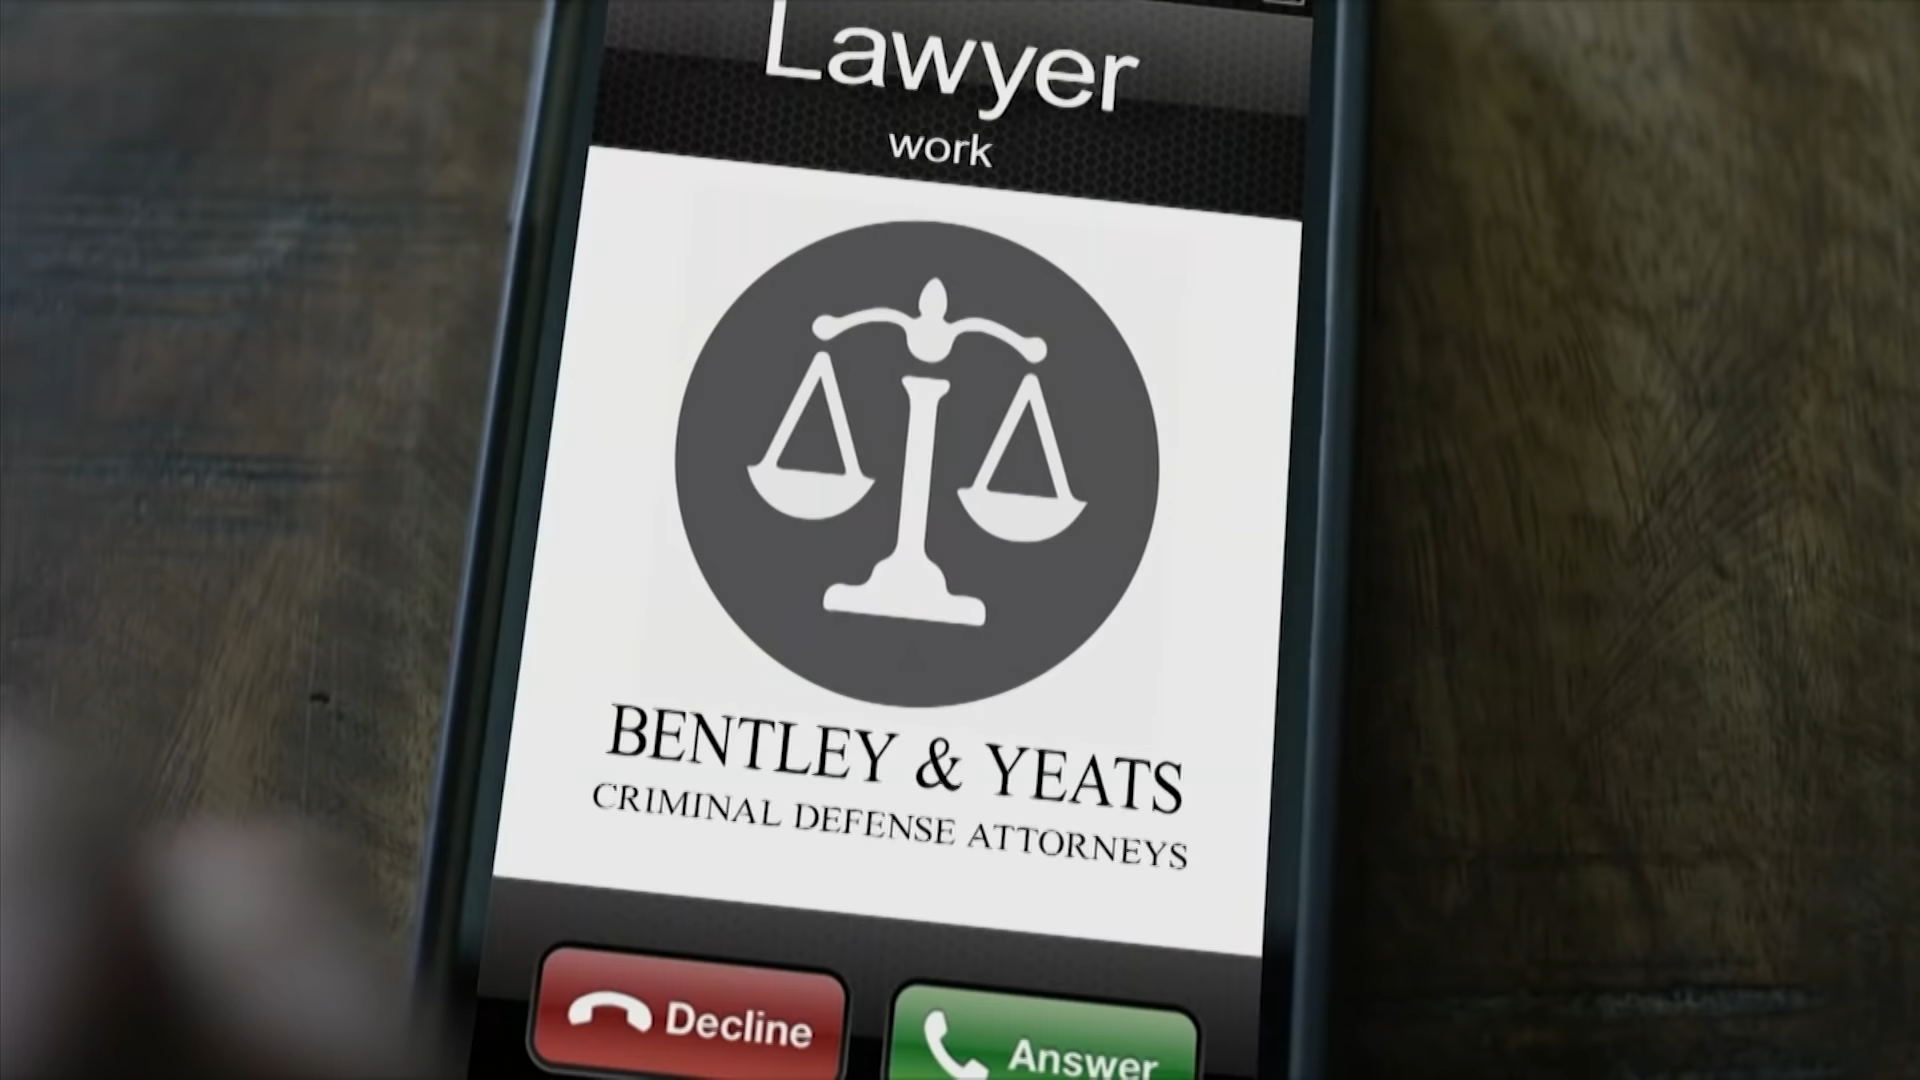 Lawyer
work
BENTLEY & YEATS
CRIMINAL DEFENSE ATTORNEYS
Decline
Answer